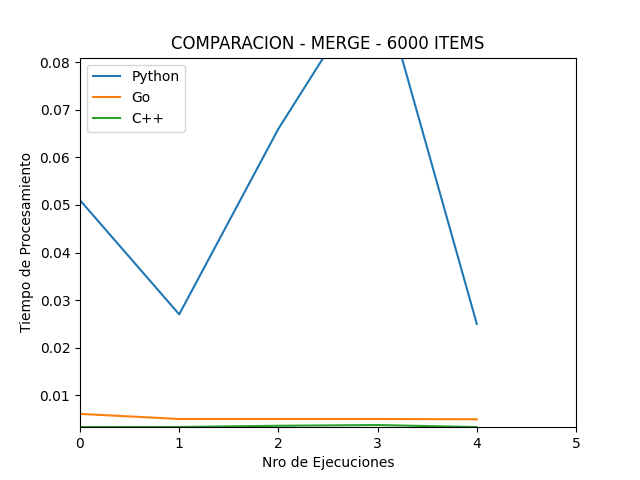 COMPARACION - MERGE - 6000 ITEMS
Python
Go
C++
0.08
0.07
0.06
0.05
0.04
0.03
0.02
0.01
Tiempo de Procesamiento
0 1 2 3 4 5
Nro de Ejecuciones